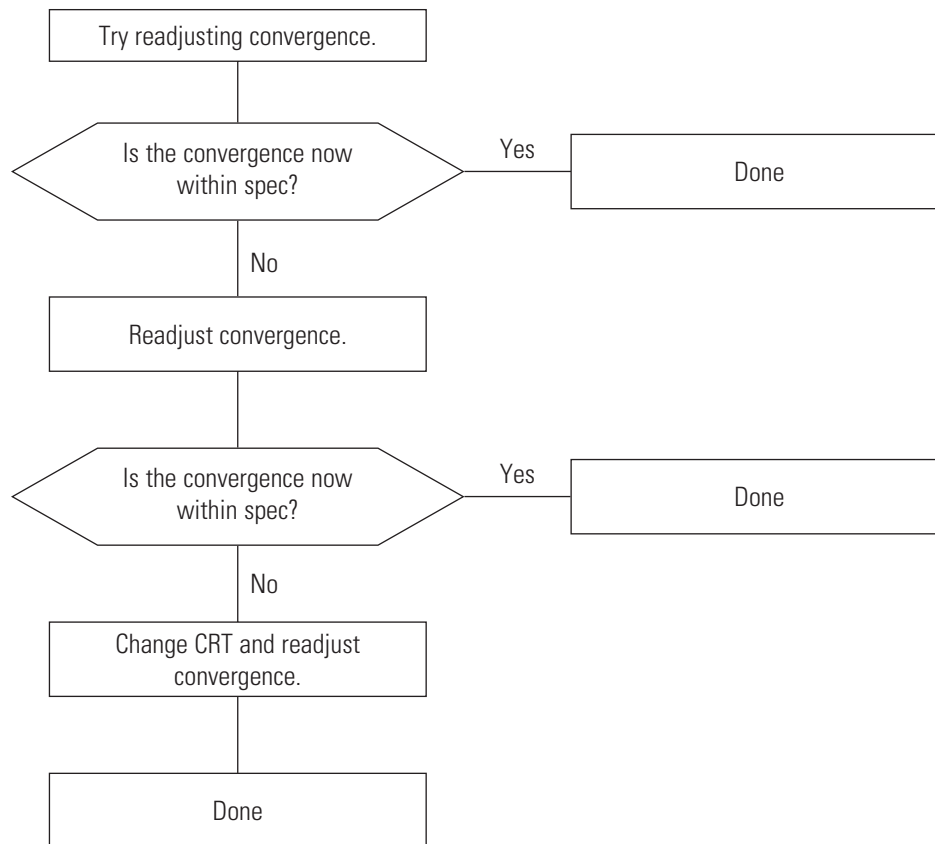 Try readjusting convergence.
Is the convergence now
within spec?
Yes
Done
No
Readjust convergence.
Is the convergence now
within spec?
Yes
Done
No
Change CRT and readjust
convergence.
Done